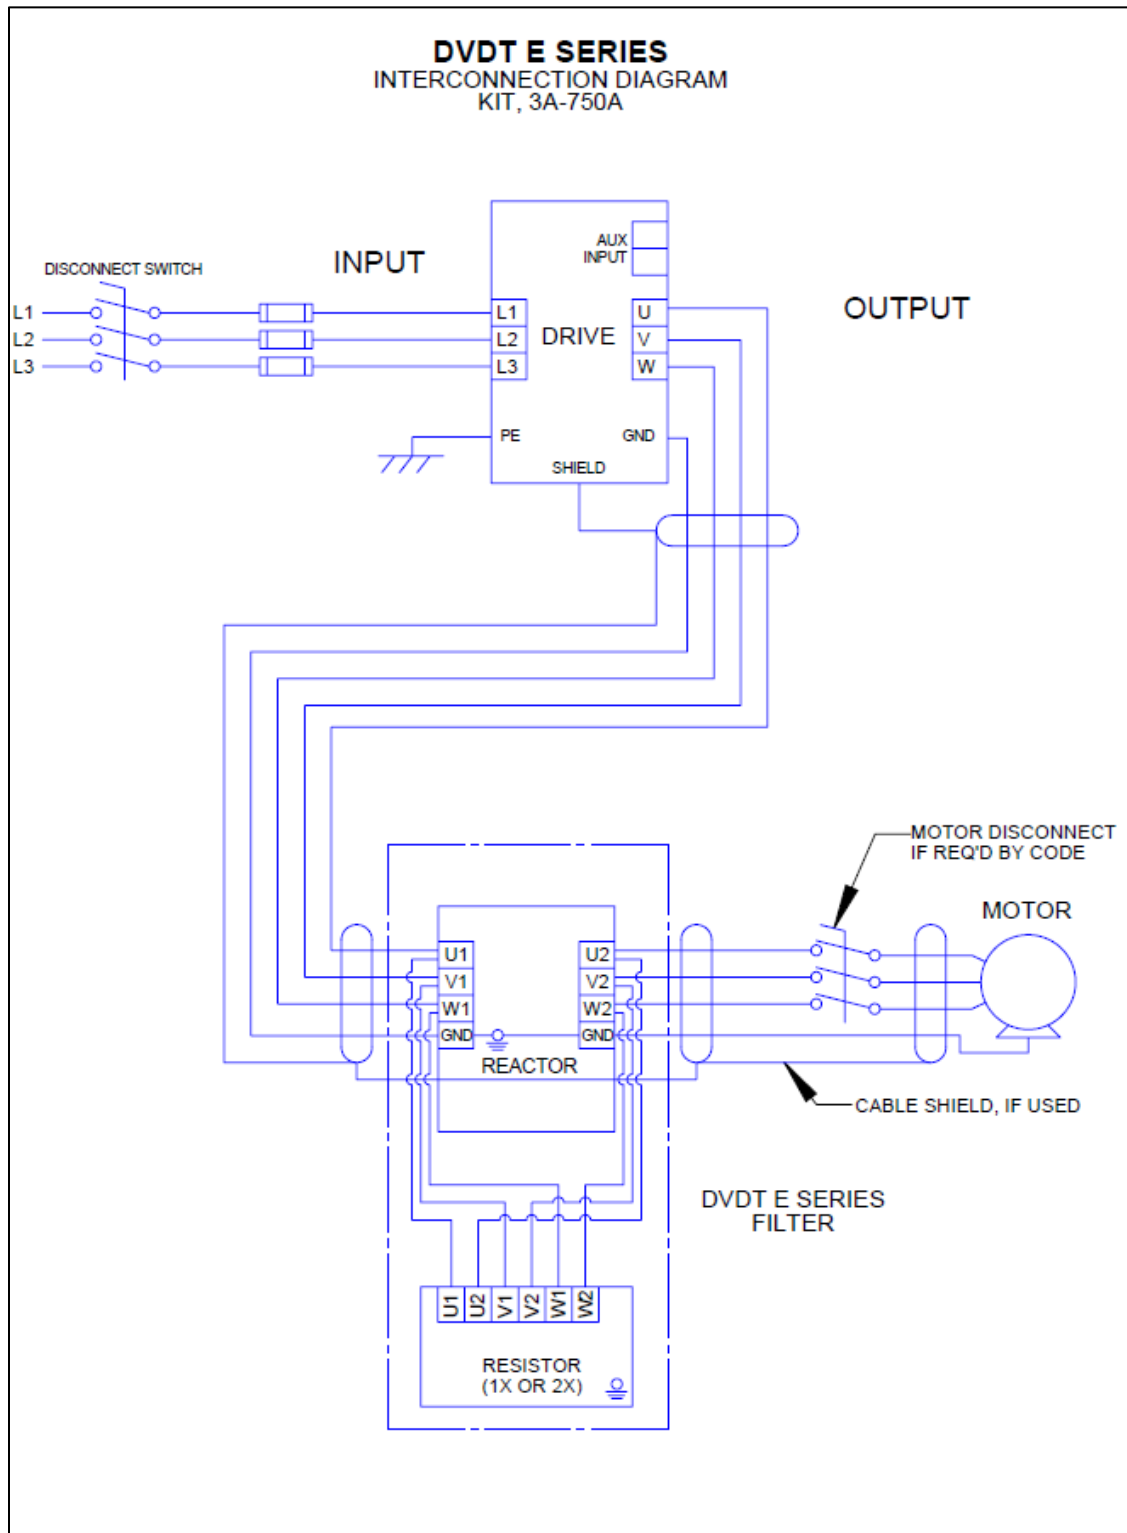 DVDT E SERIES
INTERCONNECTION DIAGRAM
KIT, 3A-750A
AUX
INPUT
INPUT
DISCONNECT SWITCH
OUTPUT
L1
L2
L3
L1
L2
L3
DRIVE
U
V
W
PE
GND
SHIELD
MOTOR DISCONNECT
IF REQ'D BY CODE
MOTOR
U1
V1
W1
GND
U2
V2
W2
GND
REACTOR
CABLE SHIELD, IF USED
DVDT E SERIES
FILTER
U1
U2
V1
V2
W1
W2
RESISTOR
(1X OR 2X)